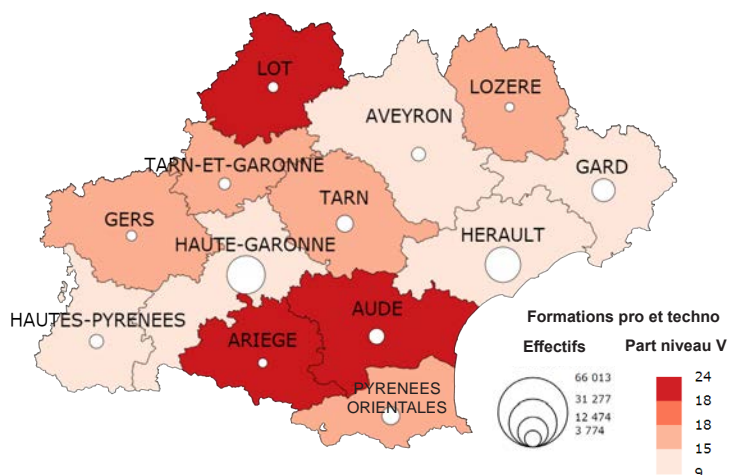 LOT
LOZERE
AVEYRON
TARN-ET-GARONNE
GARD
TARN
GERS
HERAULT
HAUTE-GARONNE
AUDE
HAUTES-PYRENEES
ARIEGE
PYRENEES
ORIENTALES
Formations pro et techno
Effectifs
Part niveau V
66 013
31 277
12 474
3 774
24
18
18
15
9